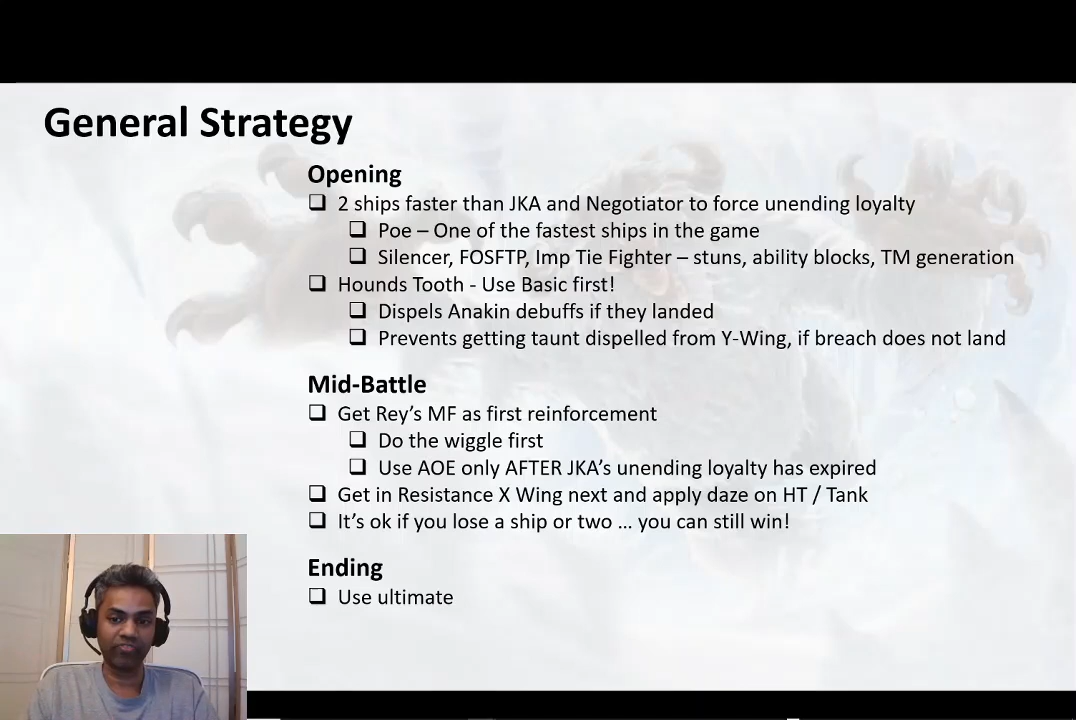 General Strategy
Opening
2 ships faster than JKA and Negotiator to force unending loyalty
Poe – One of the fastest ships in the game
Silencer, FOSFTP, Imp Tie Fighter – stuns, ability blocks, TM generation
Hounds Tooth - Use Basic first!
Dispels Anakin debuffs if they landed
Prevents getting taunt dispelled from Y-Wing, if breach does not land
Mid-Battle
Get Rey's MF as first reinforcement
Do the wiggle first
Use AOE only AFTER JKA's unending loyalty has expired
Get in Resistance X Wing next and apply daze on HT / Tank
It's ok if you lose a ship or two … you can still win!
Ending
Use ultimate